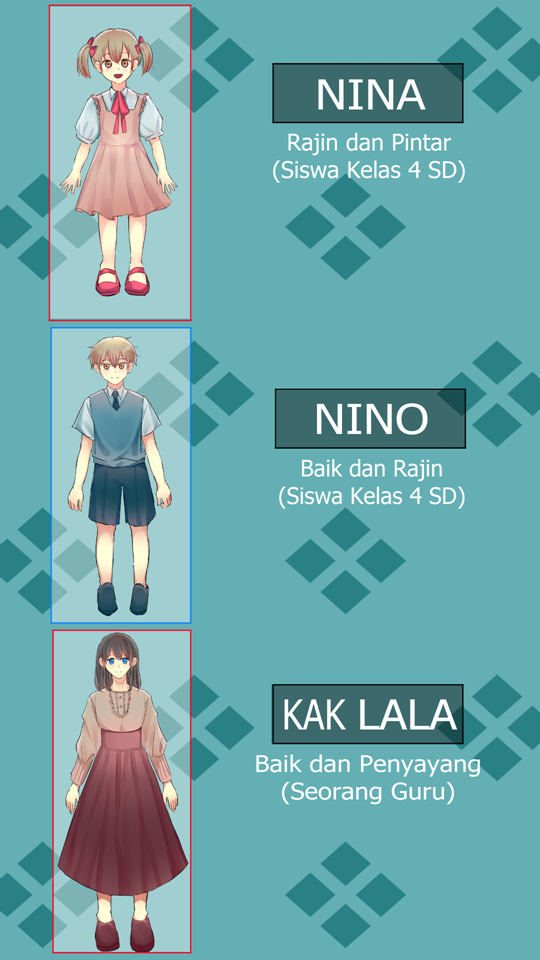 NINA
Rajin dan Pintar
(Siswa Kelas 4 SD)
NINO
Baik dan Rajin
(Siswa Kelas 4 SD)
KAK LALA
Baik dan Penyayang
(Seorang Guru)